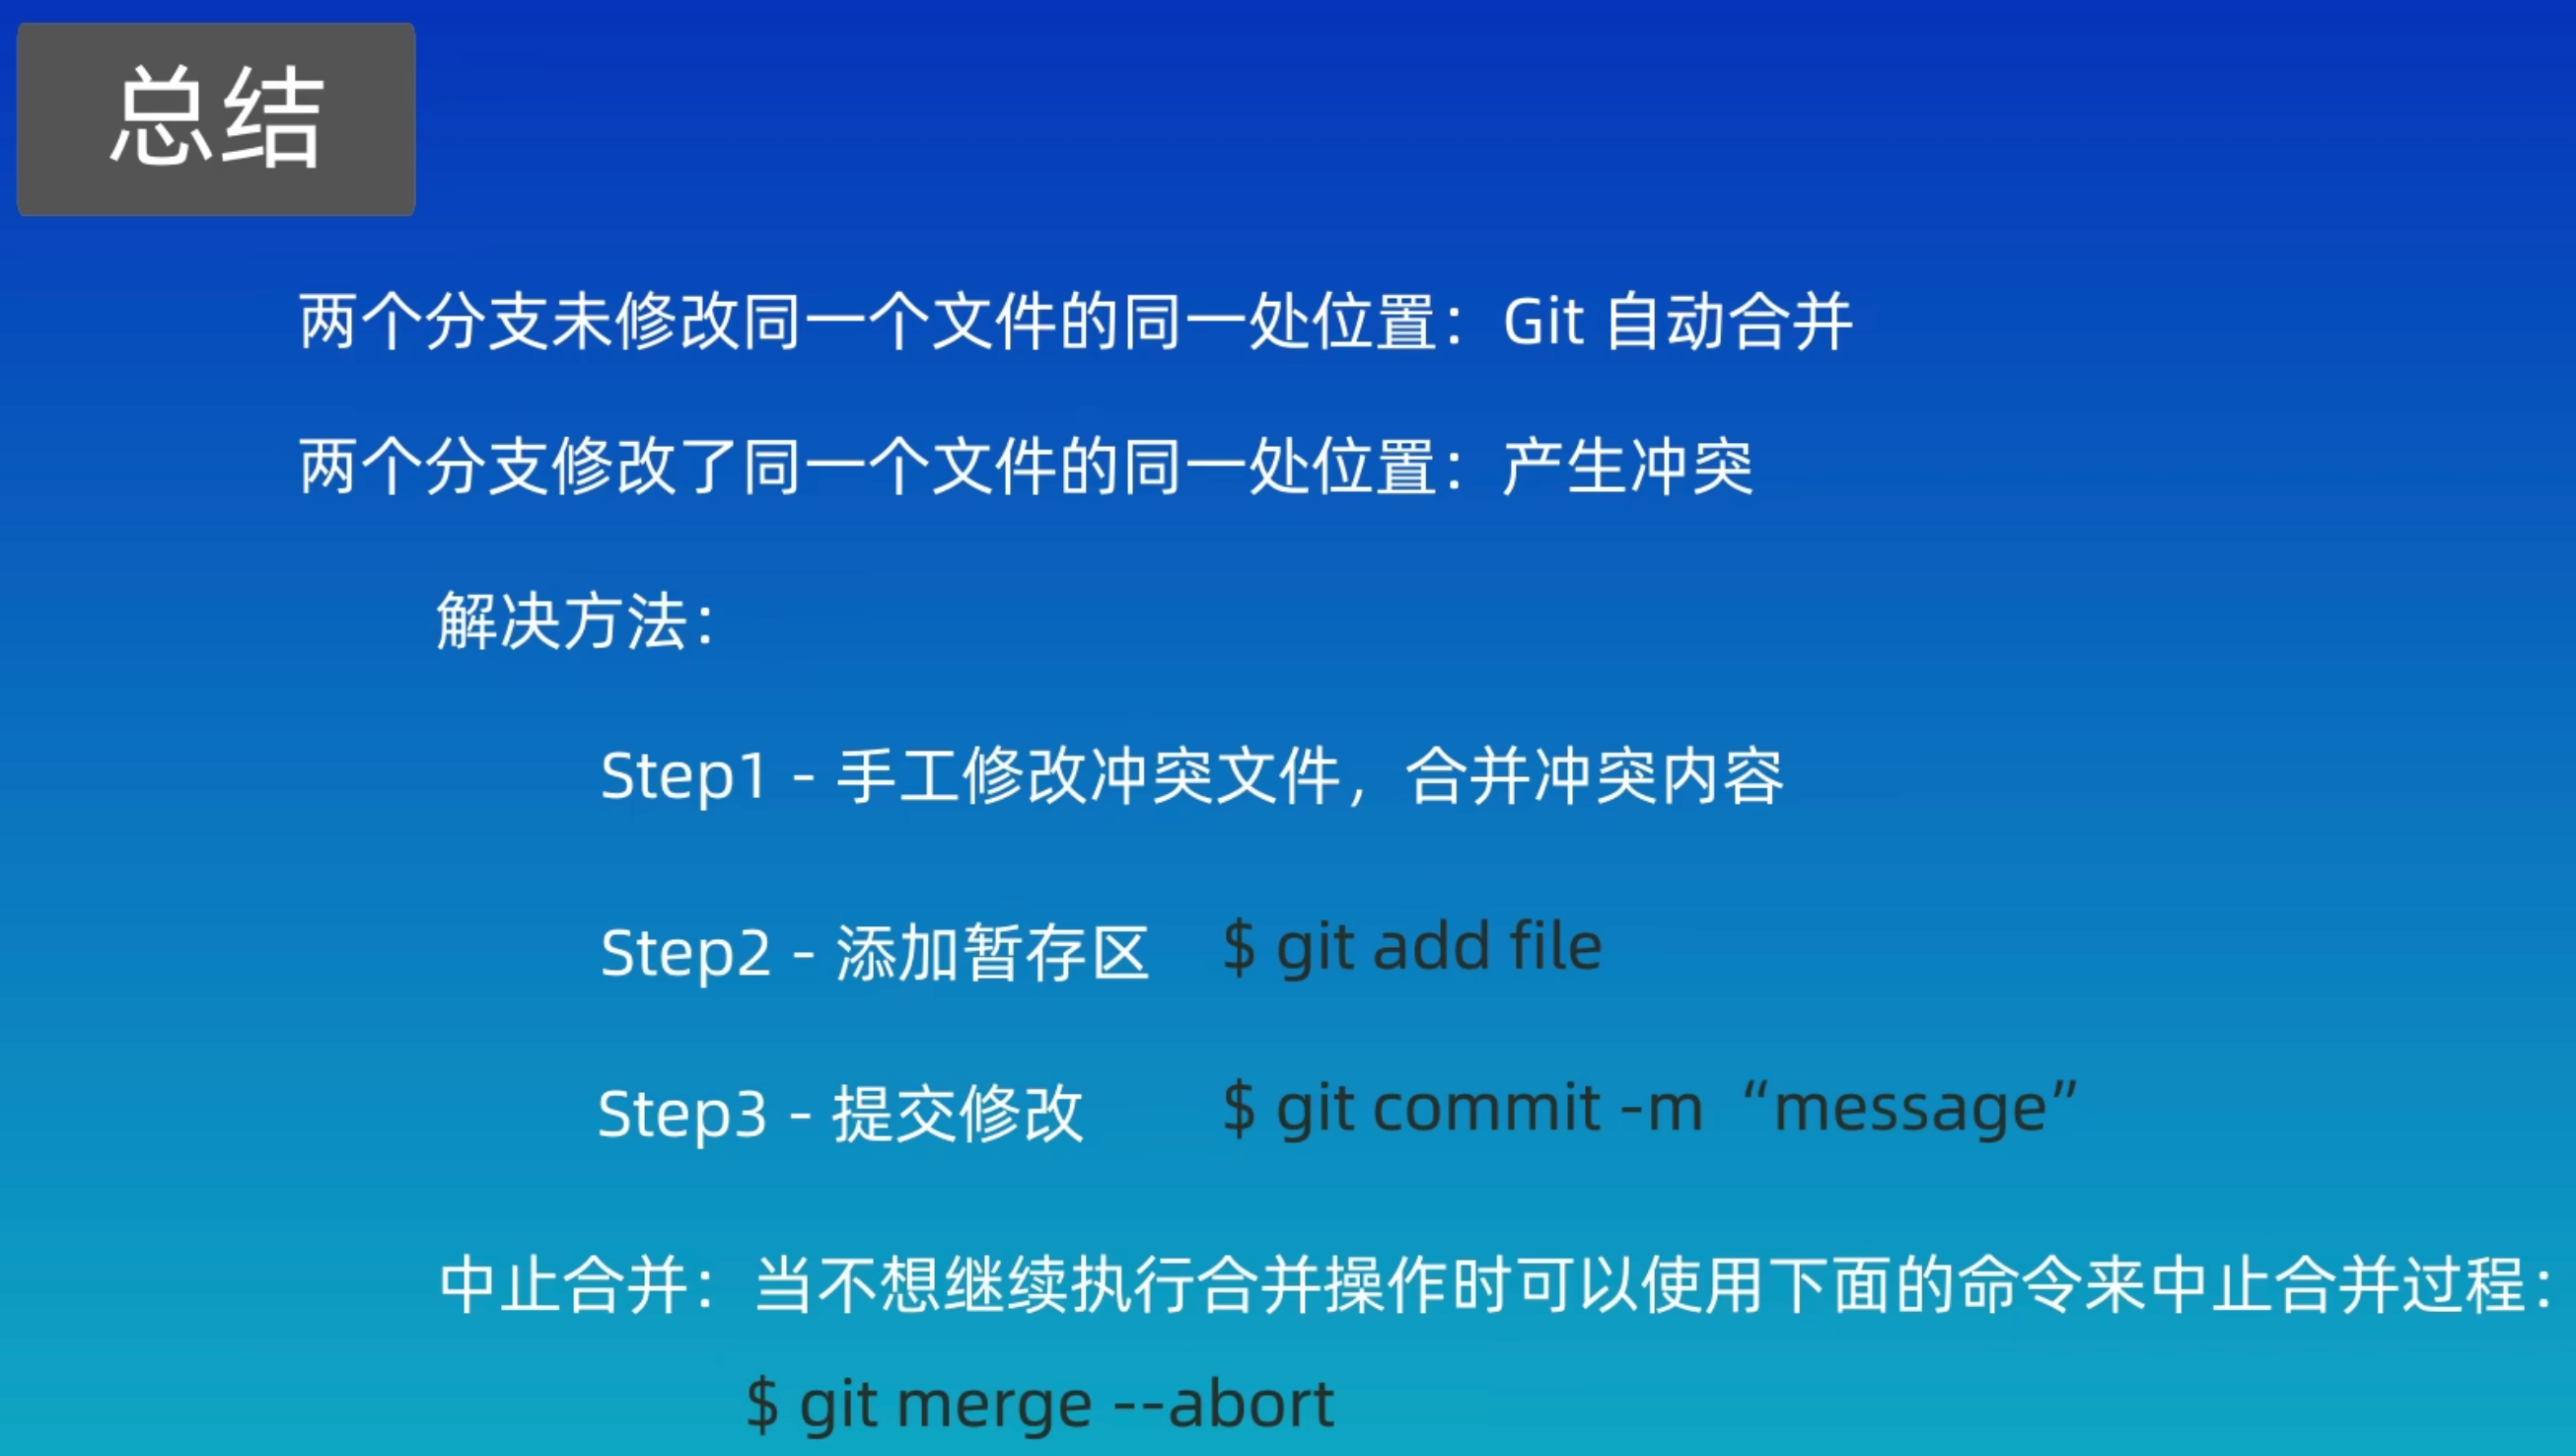 总结
两个分支未修改同一个文件的同一处位置：Git 自动合并
两个分支修改了同一个文件的同一处位置：产生冲突
解决方法：
Step1 - 手工修改冲突文件，合并冲突内容
Step2 - 添加暂存区 $ git add file
Step3 - 提交修改 $ git commit -m “message”
中止合并：当不想继续执行合并操作时可以使用下面的命令来中止合并过程：
$ git merge --abort